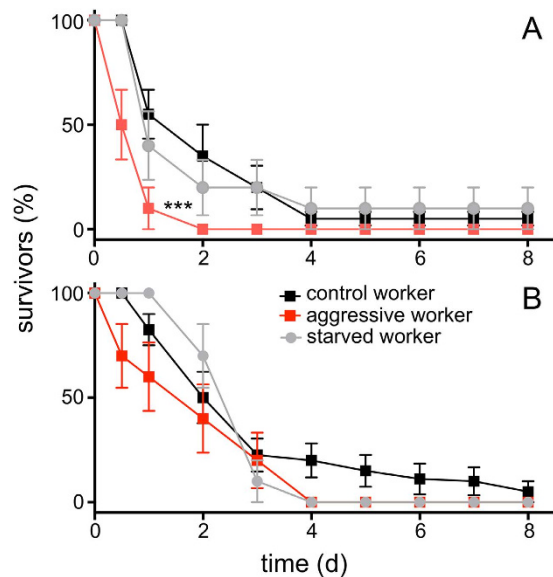 A
100
50
0
***
0 2 4 6 8
survivors (%)
B
control worker
aggressive worker
starved worker
100
50
0
0 2 4 6 8
time (d)